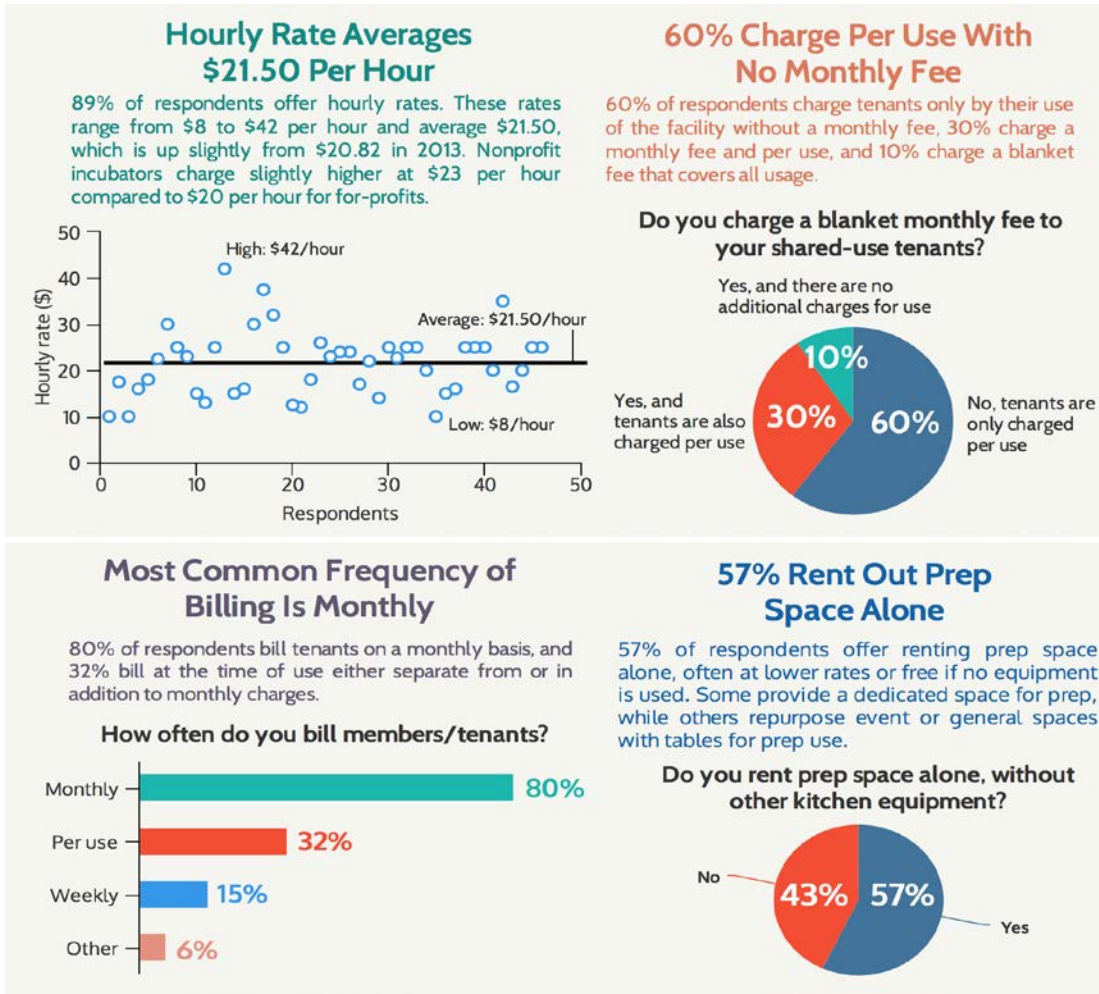 Hourly Rate Averages
$21.50 Per Hour
89% of respondents offer hourly rates. These rates
range from $8 to $42 per hour and average $21.50,
which is up slightly from $20.82 in 2013. Nonprofit
incubators charge slightly higher at $23 per hour
compared to $20 per hour for for-profits.
50
40
30
20
10
0
Hourly rate ($)
High: $42/hour
Average: $21.50/hour
Low: $8/hour
0 10 20 30 40 50
Respondents
60% Charge Per Use With
No Monthly Fee
60% of respondents charge tenants only by their use
of the facility without a monthly fee, 30% charge a
monthly fee and per use, and 10% charge a blanket
fee that covers all usage.
Do you charge a blanket monthly fee to
your shared-use tenants?
Yes, and there are no
additional charges for use
10%
Yes, and
tenants are also
charged per use
30%
60%
No, tenants are
only charged
per use
Most Common Frequency of
Billing Is Monthly
80% of respondents bill tenants on a monthly basis, and
32% bill at the time of use either separate from or in
addition to monthly charges.
How often do you bill members/tenants?
Monthly 80%
Per use 32%
Weekly 15%
Other 6%
57% Rent Out Prep
Space Alone
57% of respondents offer renting prep space
alone, often at lower rates or free if no equipment
is used. Some provide a dedicated space for prep,
while others repurpose event or general spaces
with tables for prep use.
Do you rent prep space alone, without
other kitchen equipment?
No
43%
57%
Yes